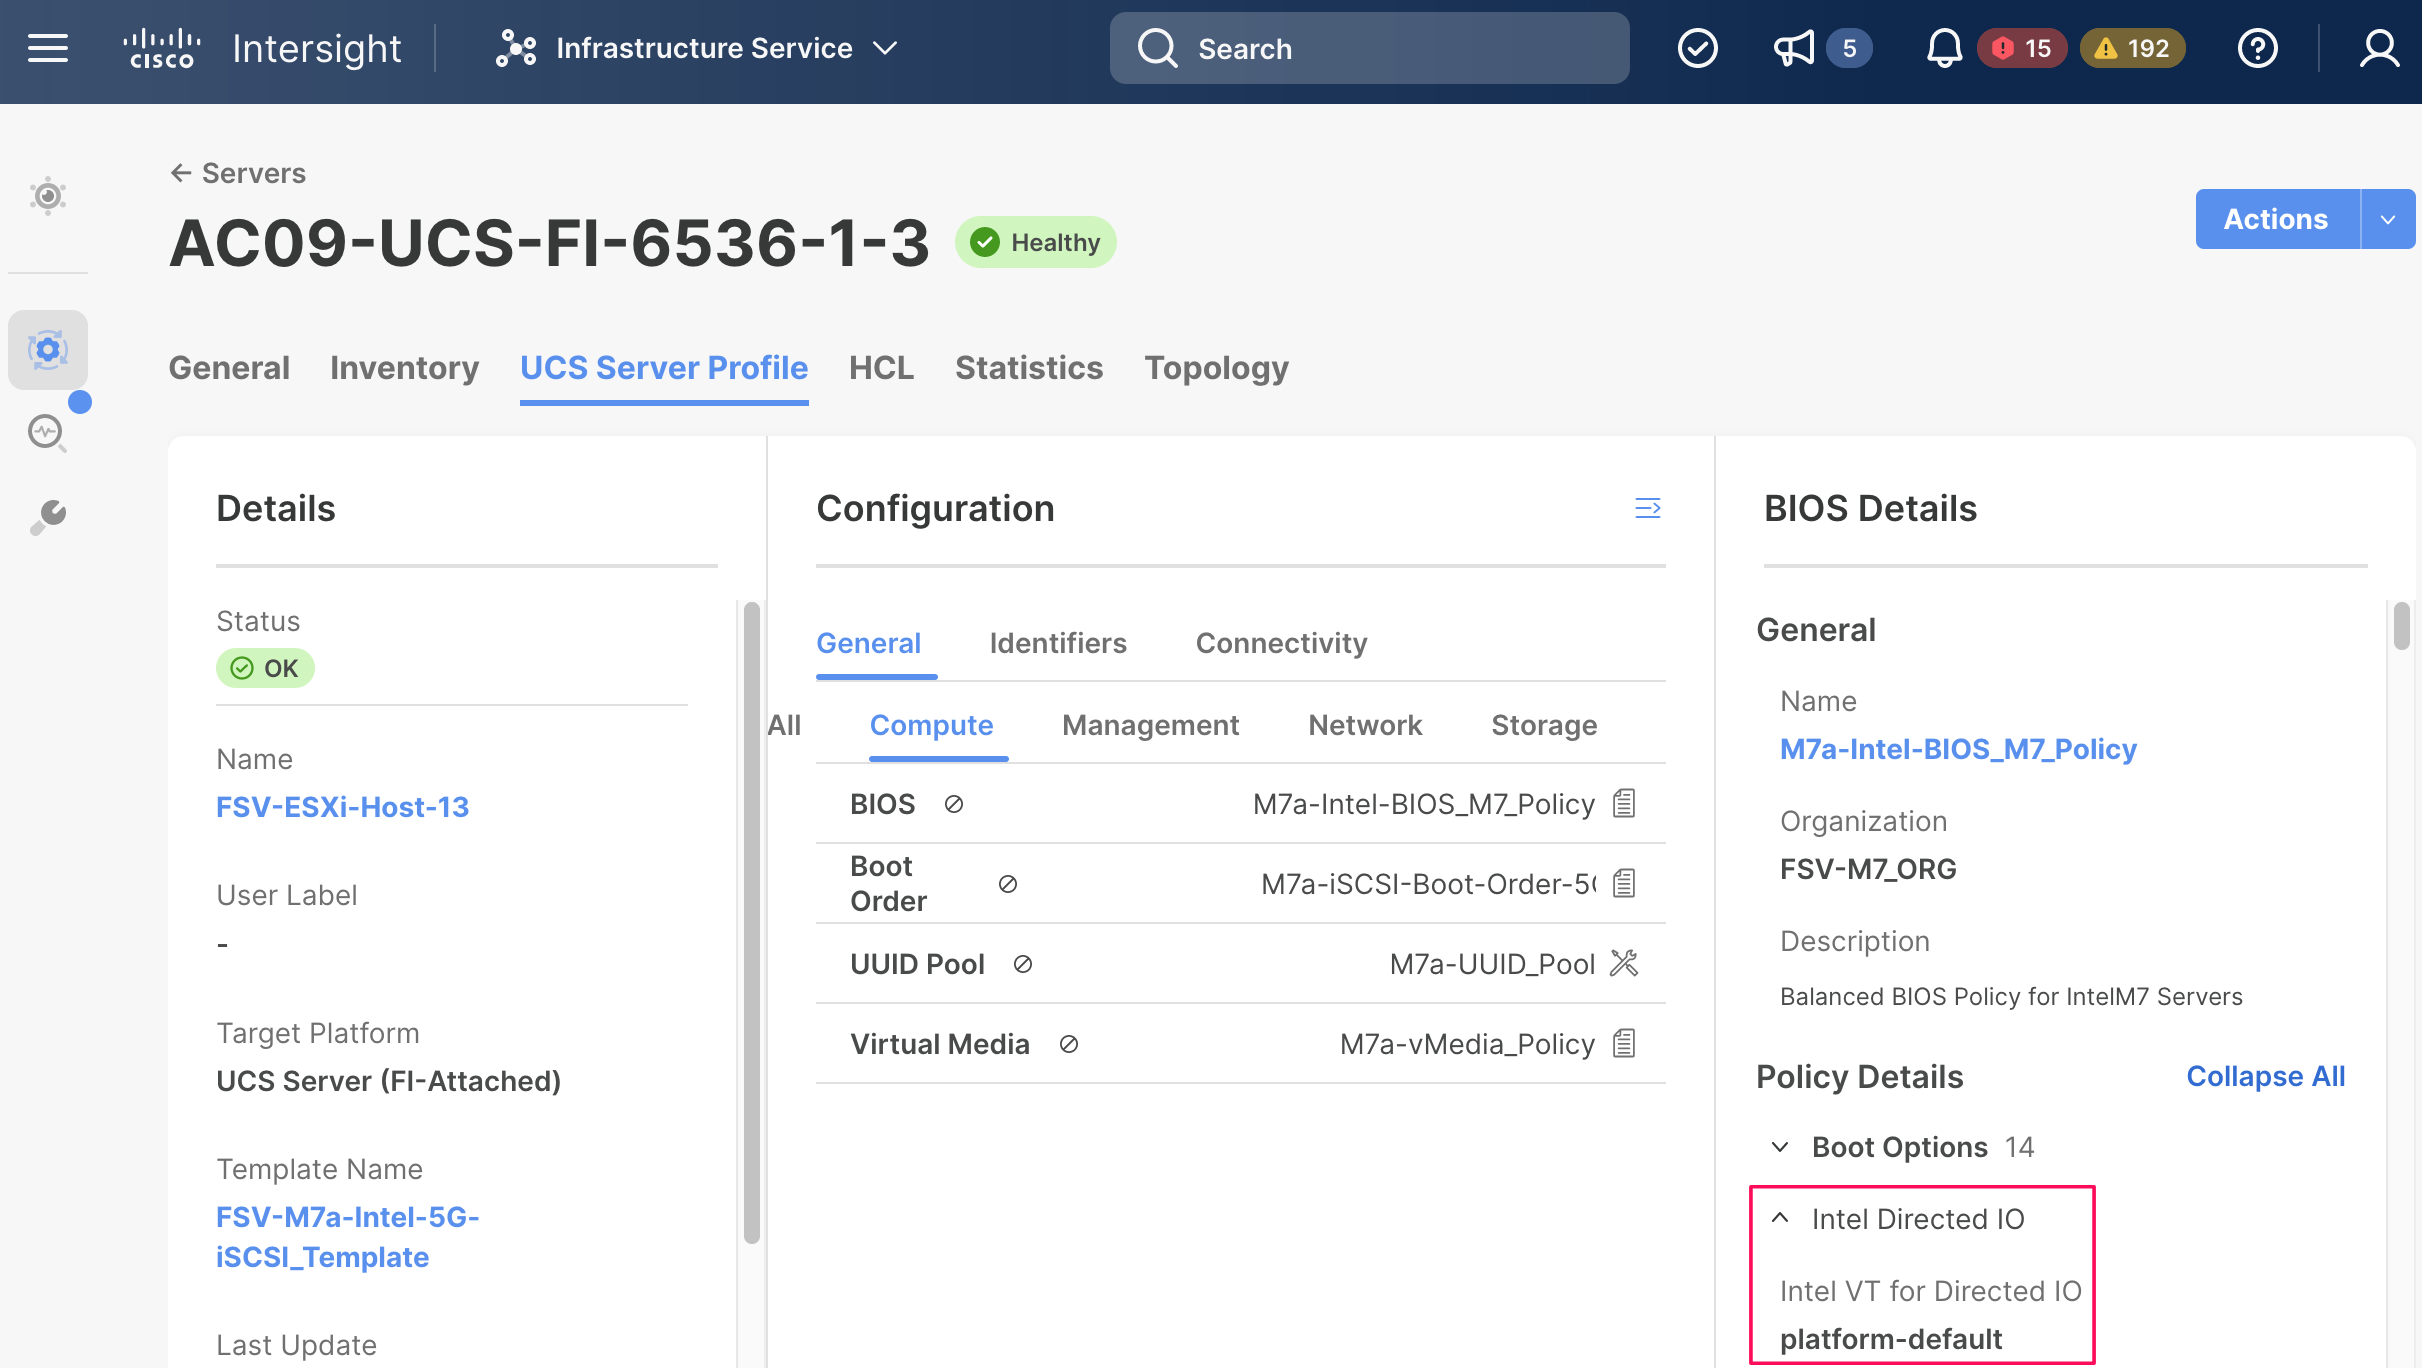 cisco Intersight
Infrastructure Service
Search
5
15
192
Servers
AC09-UCS-FI-6536-1-3
Healthy
Actions
General Inventory UCS Server Profile HCL Statistics Topology
Details
Status
OK
Name
FSV-ESXi-Host-13
User Label
-
Target Platform
UCS Server (FI-Attached)
Template Name
FSV-M7a-Intel-5G-
iSCSI_Template
Last Update
Configuration
General Identifiers Connectivity
All Compute Management Network Storage
BIOS M7a-Intel-BIOS_M7_Policy
Boot
Order M7a-iSCSI-Boot-Order-5
UUID Pool M7a-UUID_Pool
Virtual Media M7a-vMedia_Policy
BIOS Details
General
Name
M7a-Intel-BIOS_M7_Policy
Organization
FSV-M7_ORG
Description
Balanced BIOS Policy for IntelM7 Servers
Policy Details Collapse All
Boot Options 14
Intel Directed IO
Intel VT for Directed IO
platform-default